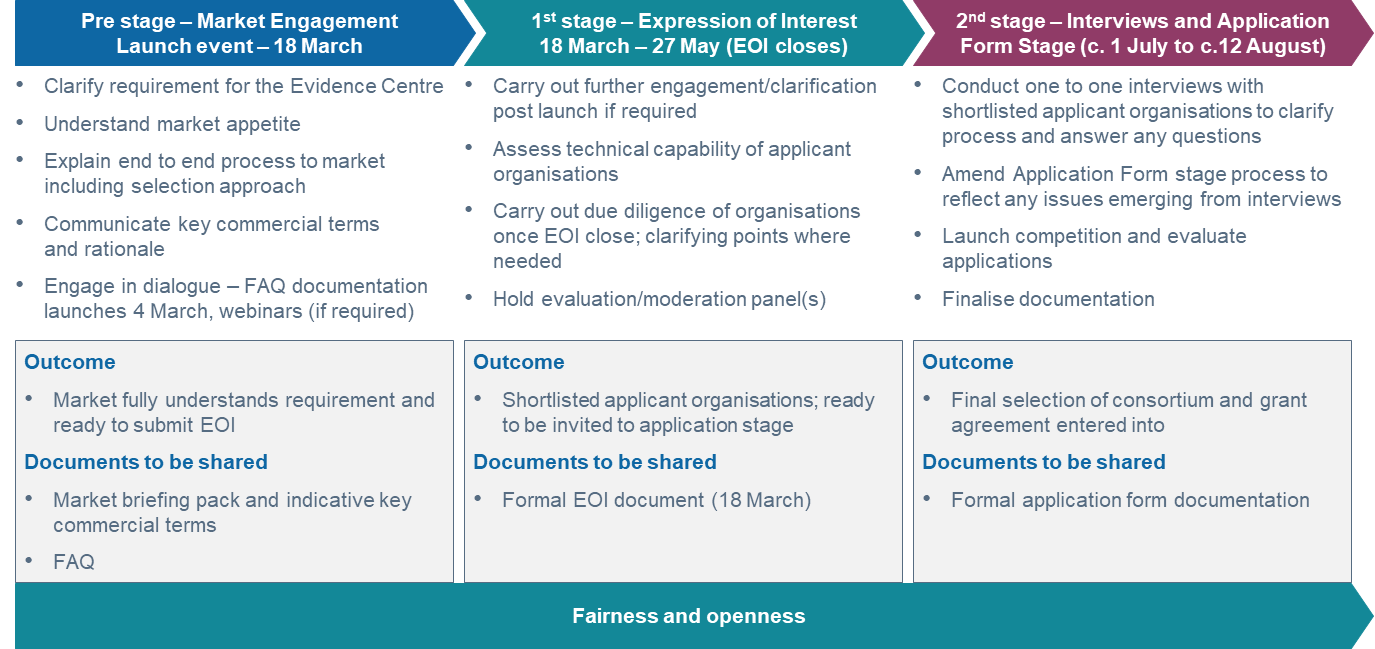 Pre stage – Market Engagement
Launch event – 18 March
• Clarify requirement for the Evidence Centre
• Understand market appetite
• Explain end to end process to market
including selection approach
• Communicate key commercial terms
and rationale
• Engage in dialogue – FAQ documentation
launches 4 March, webinars (if required)
Outcome
• Market fully understands requirement and
ready to submit EOI
Documents to be shared
• Market briefing pack and indicative key
commercial terms
• FAQ
1st stage – Expression of Interest
18 March – 27 May (EOI closes)
• Carry out further engagement/clarification
post launch if required
• Assess technical capability of applicant
organisations
• Carry out due diligence of organisations
once EOI close; clarifying points where
needed
• Hold evaluation/moderation panel(s)
Outcome
• Shortlisted applicant organisations; ready
to be invited to application stage
Documents to be shared
• Formal EOI document (18 March)
2nd stage – Interviews and Application
Form Stage (c. 1 July to c.12 August)
• Conduct one to one interviews with
shortlisted applicant organisations to clarify
process and answer any questions
• Amend Application Form stage process to
reflect any issues emerging from interviews
• Launch competition and evaluate
applications
• Finalise documentation
Outcome
• Final selection of consortium and grant
agreement entered into
Documents to be shared
• Formal application form documentation
Fairness and openness